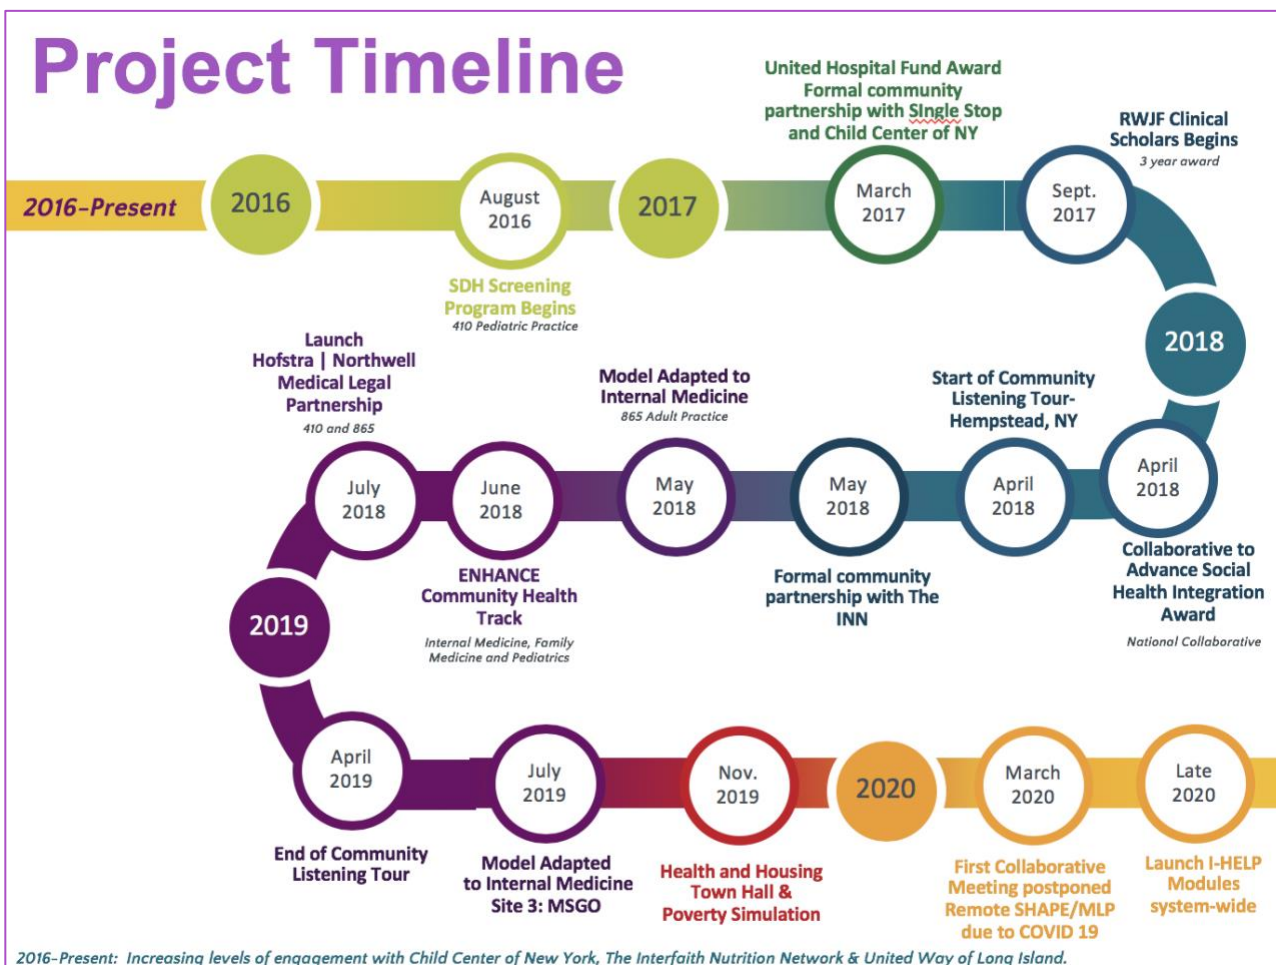 Project Timeline
United Hospital Fund Award
Formal community
partnership with SIngle Stop
and Child Center of NY
RWJF Clinical
Scholars Begins
3 year award
2016-Present
2016
August
2016
2017
March
2017
Sept.
2017
SDH Screening
Program Begins
410 Pediatric Practice
2018
Launch
Hofstra | Northwell
Medical Legal
Partnership
410 and 865
Model Adapted to
Internal Medicine
865 Adult Practice
Start of Community
Listening Tour-
Hempstead, NY
July
2018
June
2018
May
2018
May
2018
April
2018
April
2018
ENHANCE
Community Health
Track
Internal Medicine, Family
Medicine and Pediatrics
Formal community
partnership with The
INN
Collaborative to
Advance Social
Health Integration
Award
National Collaborative
2019
April
2019
July
2019
Nov.
2019
2020
March
2020
Late
2020
End of Community
Listening Tour
Model Adapted
to Internal Medicine
Site 3: MSGO
Health and Housing
Town Hall &
Poverty Simulation
First Collaborative
Meeting postponed
Remote SHAPE/MLP
due to COVID 19
Launch I-HELP
Modules
system-wide
2016-Present: Increasing levels of engagement with Child Center of New York, The Interfaith Nutrition Network & United Way of Long Island.